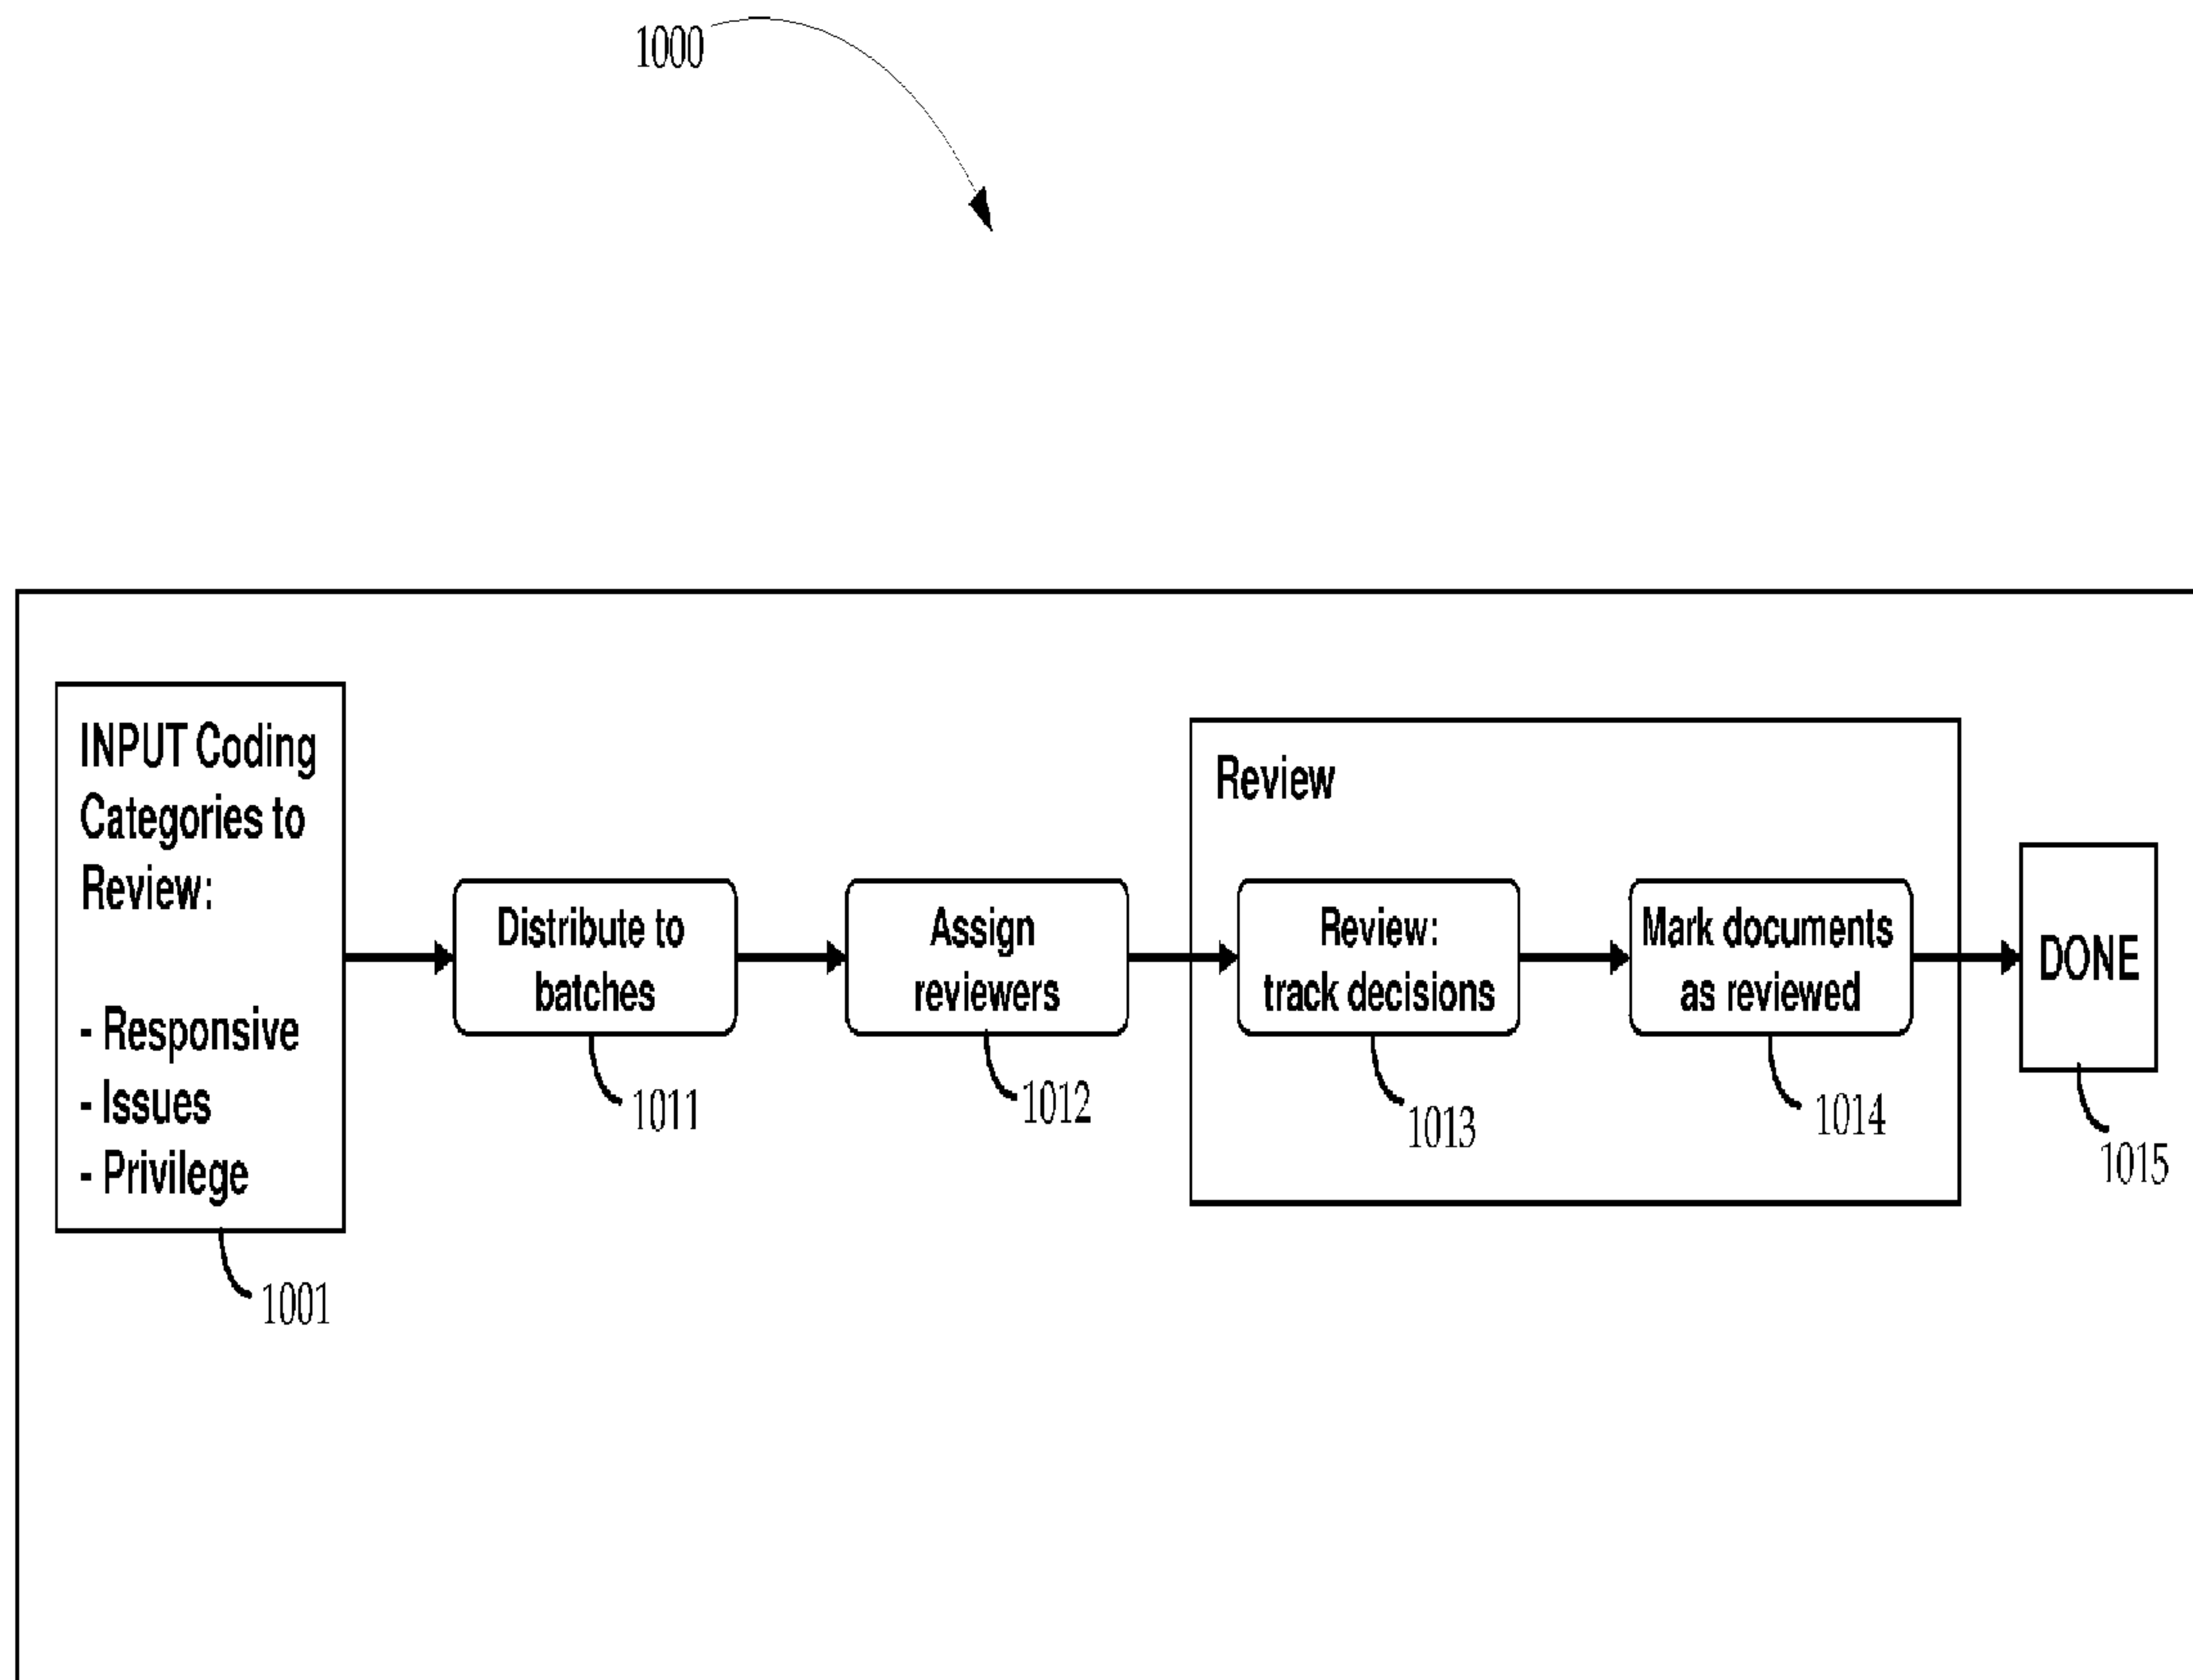 1000
INPUT Coding
Categories to
Review:
- Responsive
- Issues
- Privilege
1001
Distribute to
batches
1011
Assign
reviewers
1012
Review
Review:
track decisions
1013
Mark documents
as reviewed
1014
DONE
1015